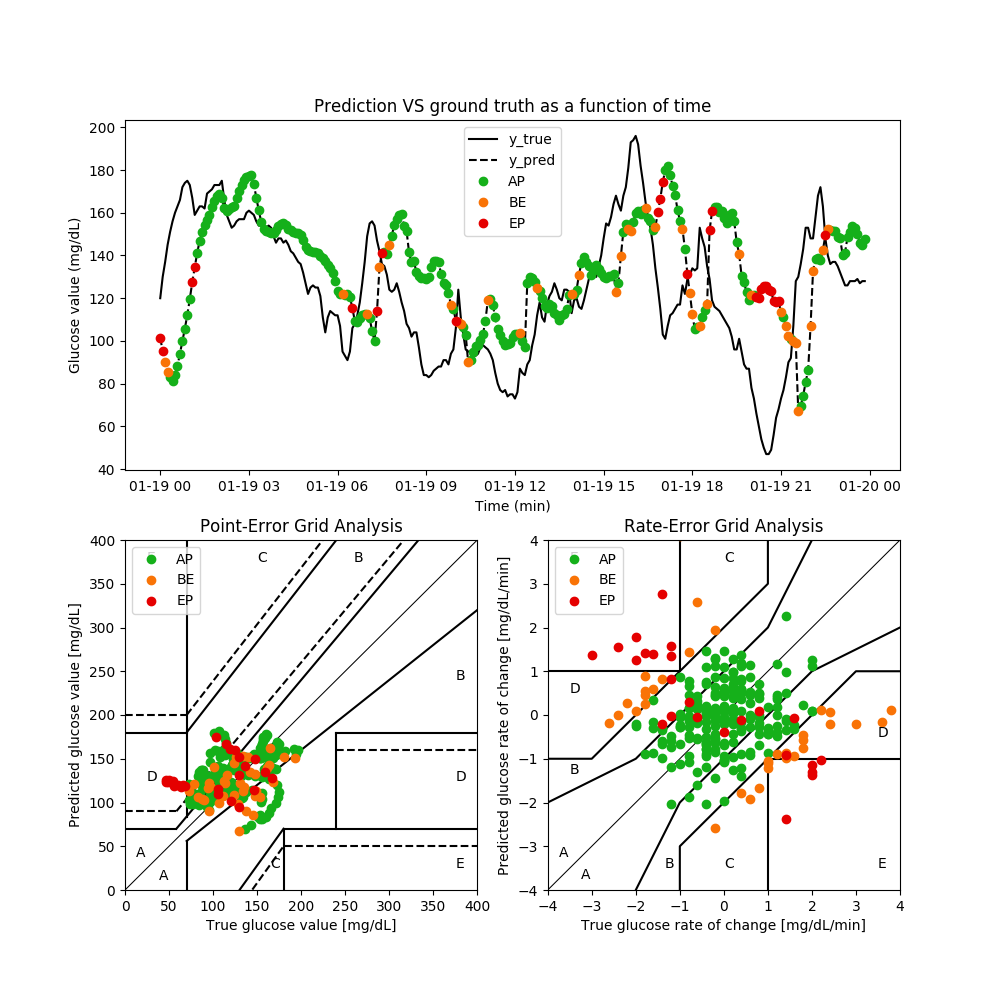 Prediction VS ground truth as a function of time
Glucose value (mg/dL)
200
180
160
140
120
100
80
60
40
y_true
y_pred
AP
BE
EP
01-19 00 01-19 03 01-19 06 01-19 09 01-19 12 01-19 15 01-19 18 01-19 21 01-20 00
Time (min)
Point-Error Grid Analysis
Predicted glucose value [mg/dL]
400
350
300
250
200
150
100
50
0
AP
BE
EP
C
B
B
D
D
A
A
C
E
0 50 100 150 200 250 300 350 400
True glucose value [mg/dL]
Rate-Error Grid Analysis
Predicted glucose rate of change [mg/dL/min]
4
3
2
1
0
−1
−2
−3
−4
AP
BE
EP
C
D
D
B
A
A
B
C
E
−4 −3 −2 −1 0 1 2 3 4
True glucose rate of change [mg/dL/min]